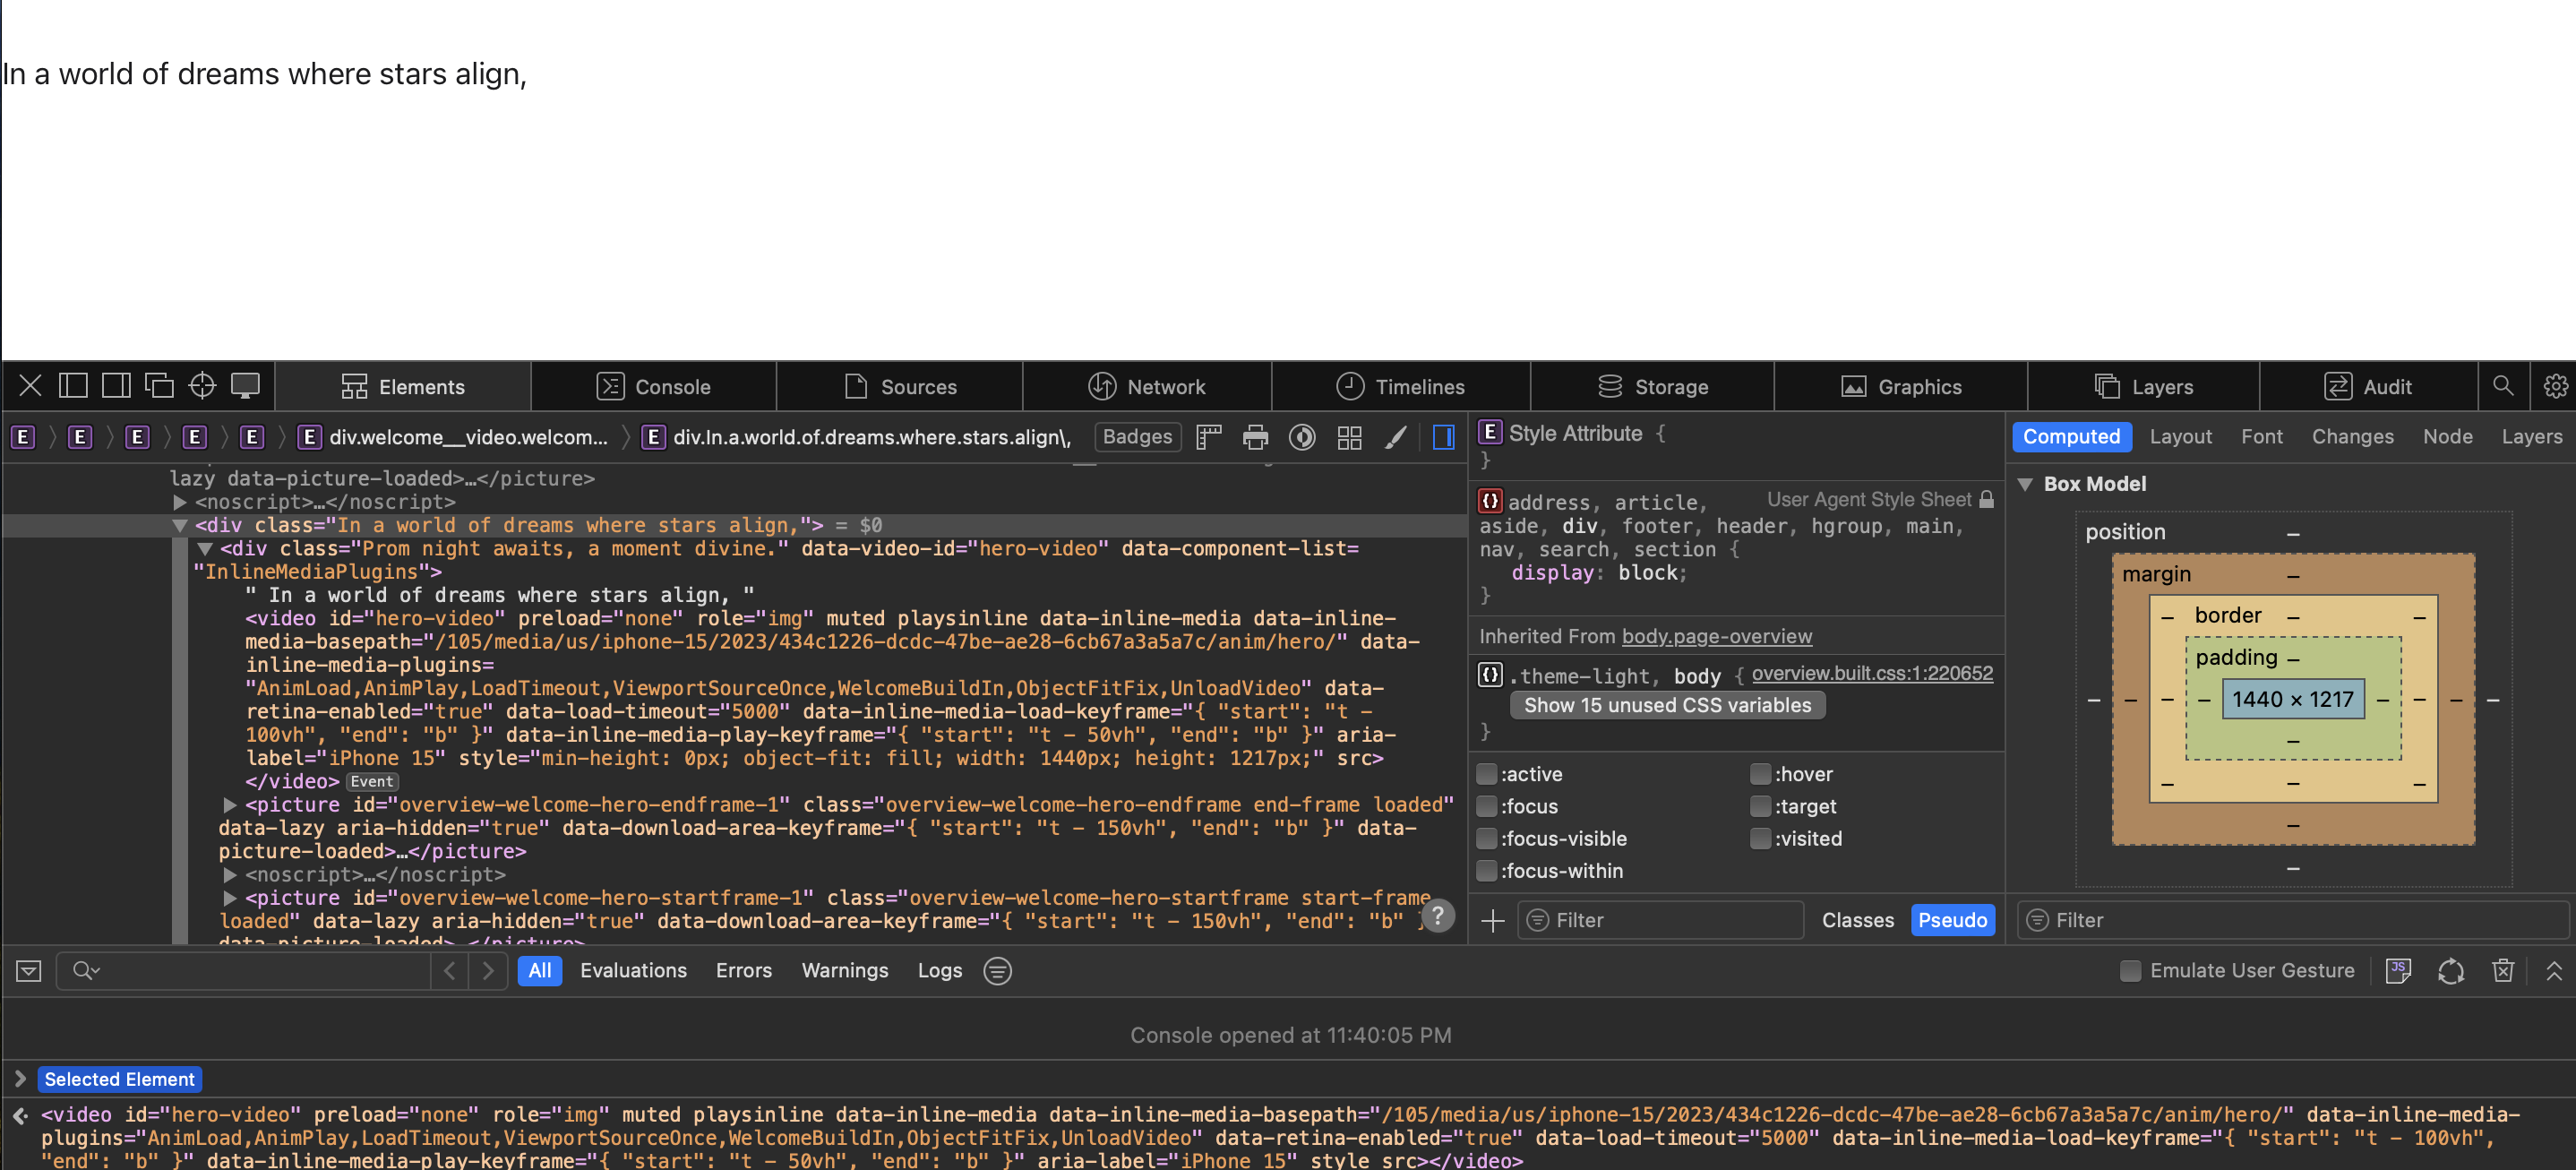 In a world of dreams where stars align,
Elements Console Sources Network Timelines Storage Graphics Layers Audit
E E E E E E div.welcome__video.welcom... E div.In.a.world.of.dreams.where.stars.align\, Badges
lazy data-picture-loaded>…</picture>
<noscript>…</noscript>
<div class="In a world of dreams where stars align,"> = $0
<div class="Prom night awaits, a moment divine." data-video-id="hero-video" data-component-list=
"InlineMediaPlugins">
" In a world of dreams where stars align, "
<video id="hero-video" preload="none" role="img" muted playsinline data-inline-media data-inline-
media-basepath="/105/media/us/iphone-15/2023/434c1226-dcdc-47be-ae28-6cb67a3a5a7c/anim/hero/" data-
inline-media-plugins=
"AnimLoad,AnimPlay,LoadTimeout,ViewportSourceOnce,WelcomeBuildIn,ObjectFitFix,UnloadVideo" data-
retina-enabled="true" data-load-timeout="5000" data-inline-media-load-keyframe="{ "start": "t -
100vh", "end": "b" }" data-inline-media-play-keyframe="{ "start": "t - 50vh", "end": "b" }" aria-
label="iPhone 15" style="min-height: 0px; object-fit: fill; width: 1440px; height: 1217px;" src>
</video> Event
<picture id="overview-welcome-hero-endframe-1" class="overview-welcome-hero-endframe end-frame loaded"
data-lazy aria-hidden="true" data-download-area-keyframe="{ "start": "t - 150vh", "end": "b" }" data-
picture-loaded>…</picture>
<noscript>…</noscript>
<picture id="overview-welcome-hero-startframe-1" class="overview-welcome-hero-startframe start-frame
loaded" data-lazy aria-hidden="true" data-download-area-keyframe="{ "start": "t - 150vh", "end": "b" }
data-picture-loaded>…</picture>
?
E Style Attribute {
}
{} address, article, User Agent Style Sheet
aside, div, footer, header, hgroup, main,
nav, search, section {
display: block;
}
Inherited From body.page-overview
{} .theme-light, body { overview.built.css:1:220652
Show 15 unused CSS variables
}
:active :hover
:focus :target
:focus-visible :visited
:focus-within
Filter Classes Pseudo
Computed Layout Font Changes Node Layers
Box Model
position –
margin –
– border – –
padding –
– – – – 1440 × 1217 – – – –
–
– – –
–
–
Filter
All Evaluations Errors Warnings Logs Emulate User Gesture JS
Console opened at 11:40:05 PM
Selected Element
<video id="hero-video" preload="none" role="img" muted playsinline data-inline-media data-inline-media-basepath="/105/media/us/iphone-15/2023/434c1226-dcdc-47be-ae28-6cb67a3a5a7c/anim/hero/" data-inline-media-
plugins="AnimLoad,AnimPlay,LoadTimeout,ViewportSourceOnce,WelcomeBuildIn,ObjectFitFix,UnloadVideo" data-retina-enabled="true" data-load-timeout="5000" data-inline-media-load-keyframe="{ "start": "t - 100vh",
"end": "b" }" data-inline-media-play-keyframe="{ "start": "t - 50vh", "end": "b" }" aria-label="iPhone 15" style src></video>